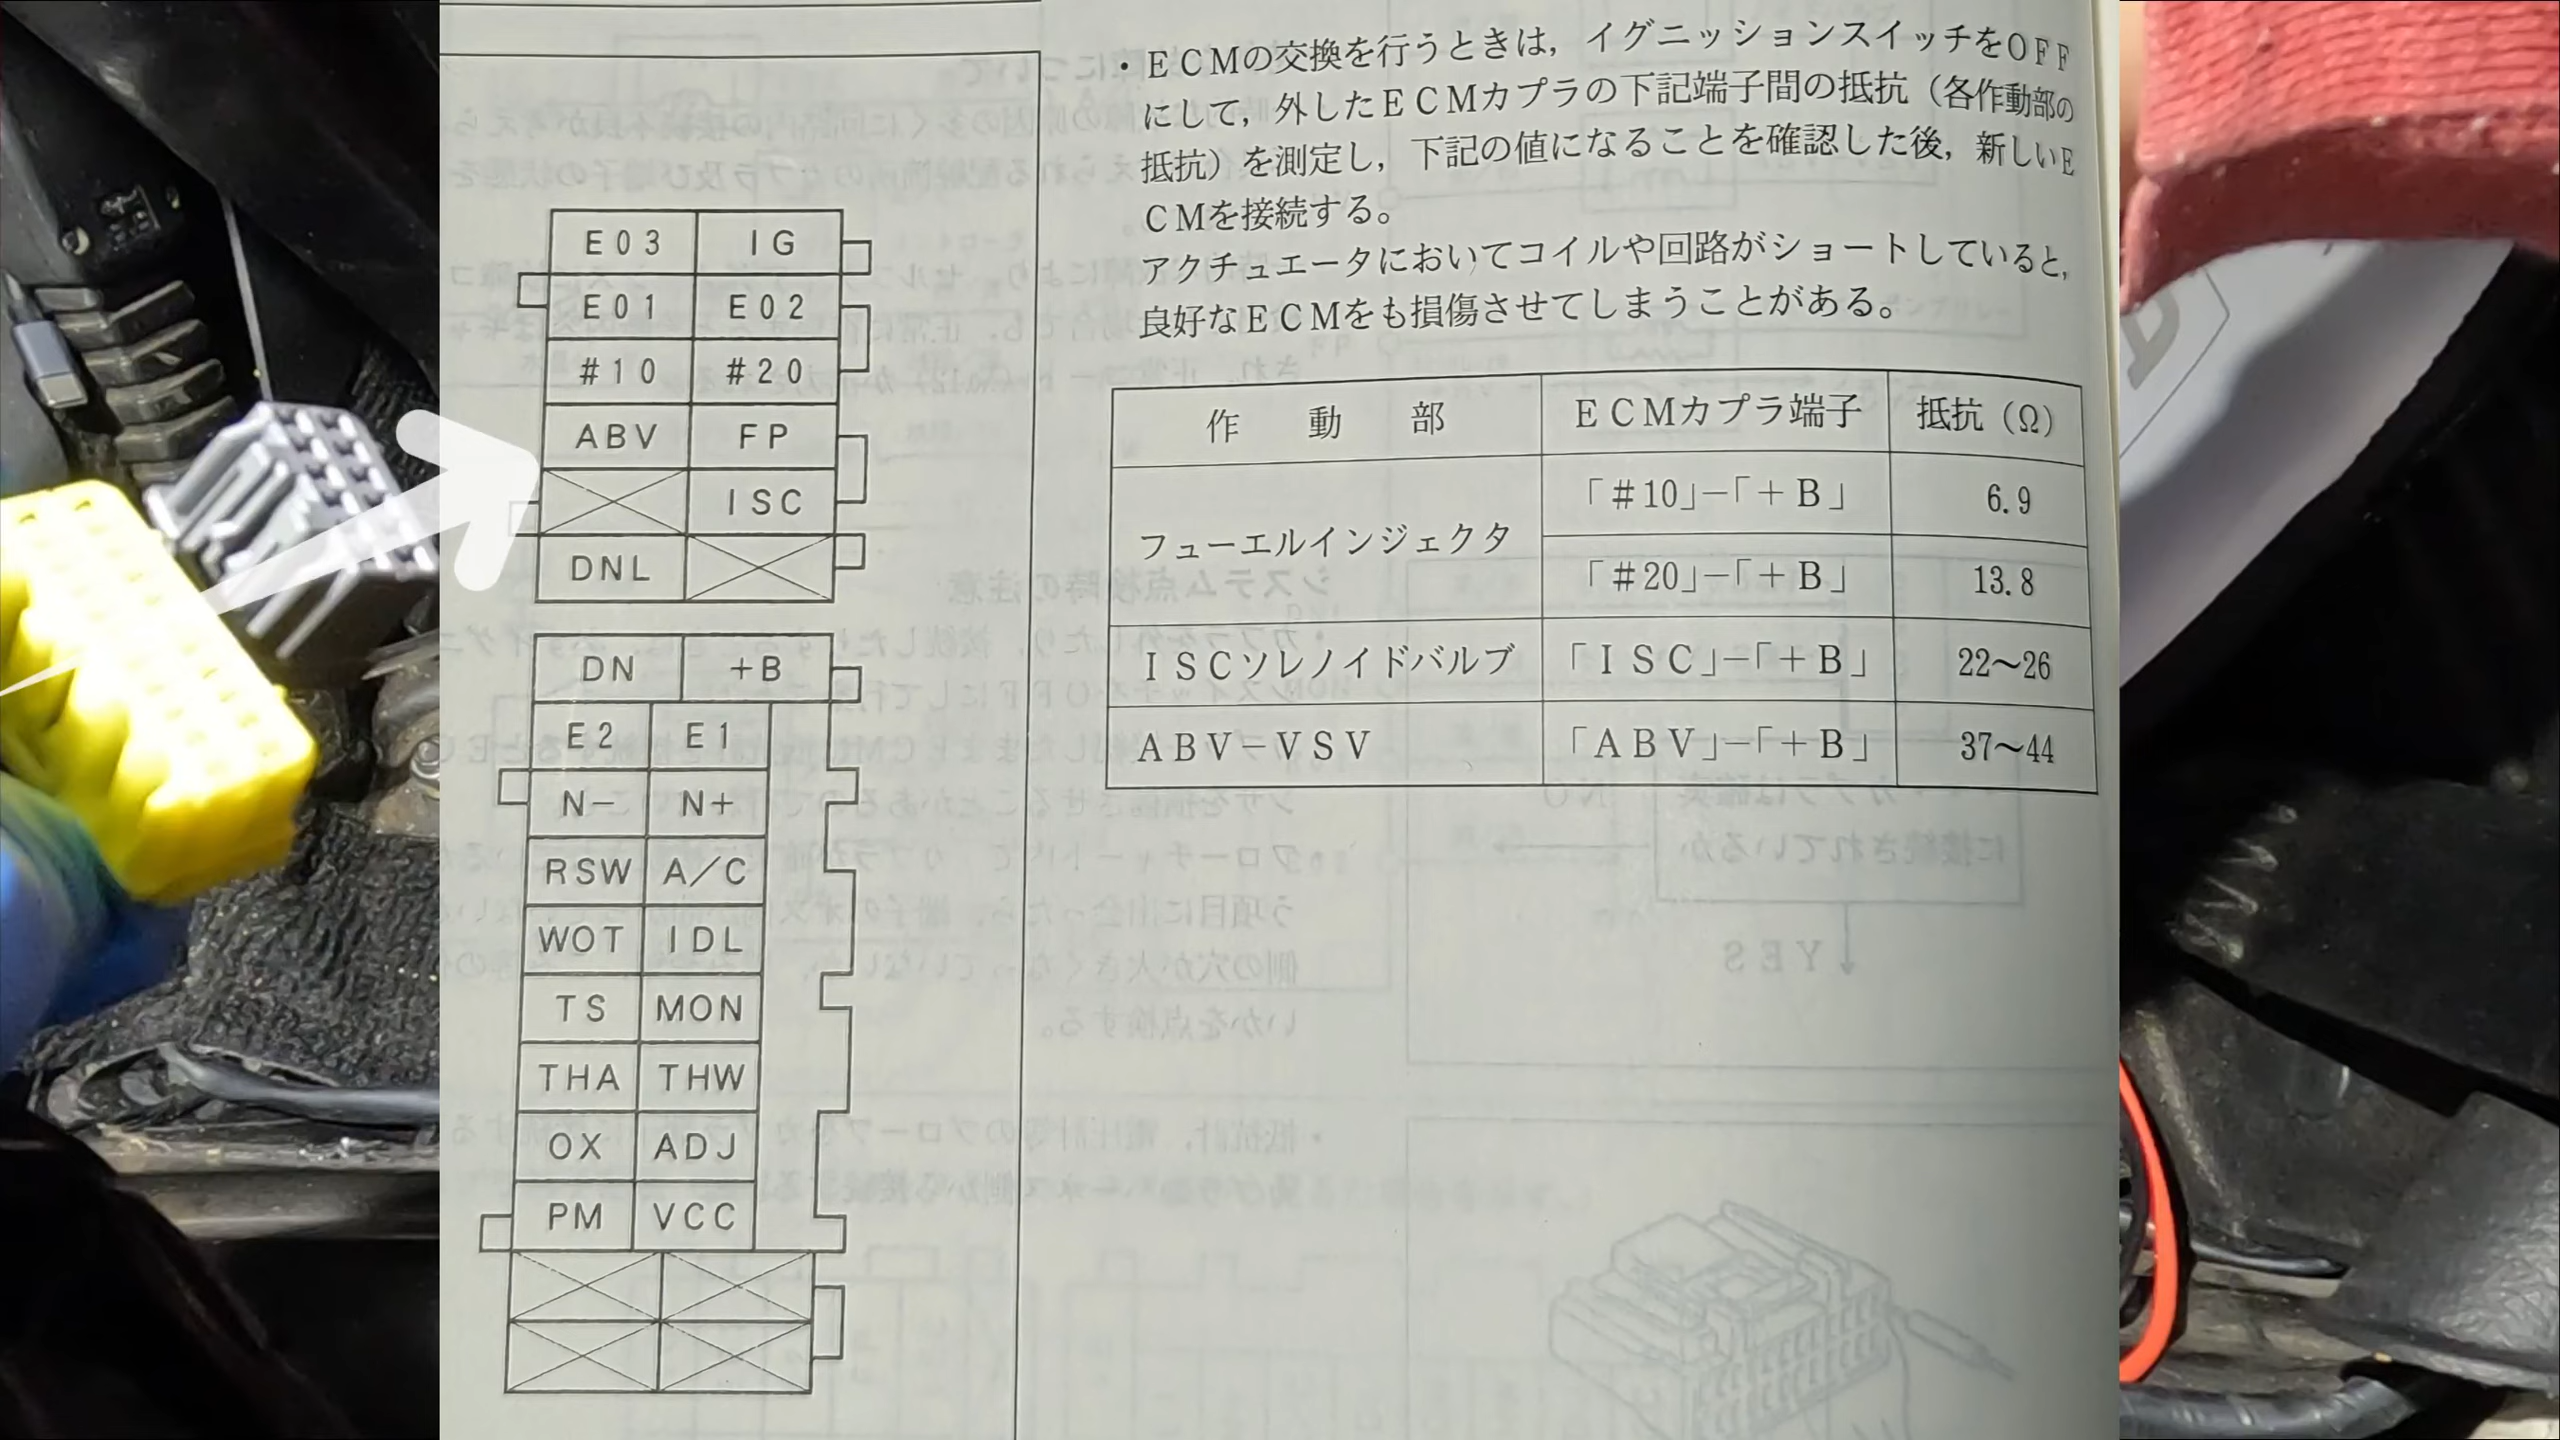 ・ECMの交換を行うときは，イグニッションスイッチをOFF
にして，外したECMカプラの下記端子間の抵抗（各作動部の
抵抗）を測定し，下記の値になることを確認した後，新しいE
CMを接続する。
アクチュエータにおいてコイルや回路がショートしていると，
良好なECMをも損傷させてしまうことがある。
E03 IG
E01 E02
#10 #20
ABV FP
ISC
DNL
DN +B
E2 E1
N− N+
RSW A/C
WOT IDL
TS MON
THA THW
OX ADJ
PM VCC
作動部 ECMカプラ端子 抵抗（Ω）
フューエルインジェクタ 「#10」−「+B」 6.9
「#20」−「+B」 13.8
ISCソレノイドバルブ 「ISC」−「+B」 22〜26
ABV−VSV 「ABV」−「+B」 37〜44